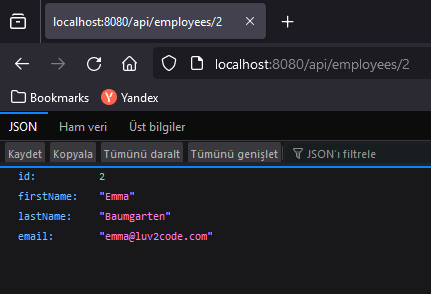 localhost:8080/api/employees/2
localhost:8080/api/employees/2
Bookmarks Yandex
JSON Ham veri Üst bilgiler
Kaydet Kopyala Tümünü daralt Tümünü genişlet JSON'ı filtrele
id: 2
firstName: "Emma"
lastName: "Baumgarten"
email: "emma@luv2code.com"